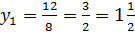 y₁ = 12/8 = 3/2 = 1 1/2